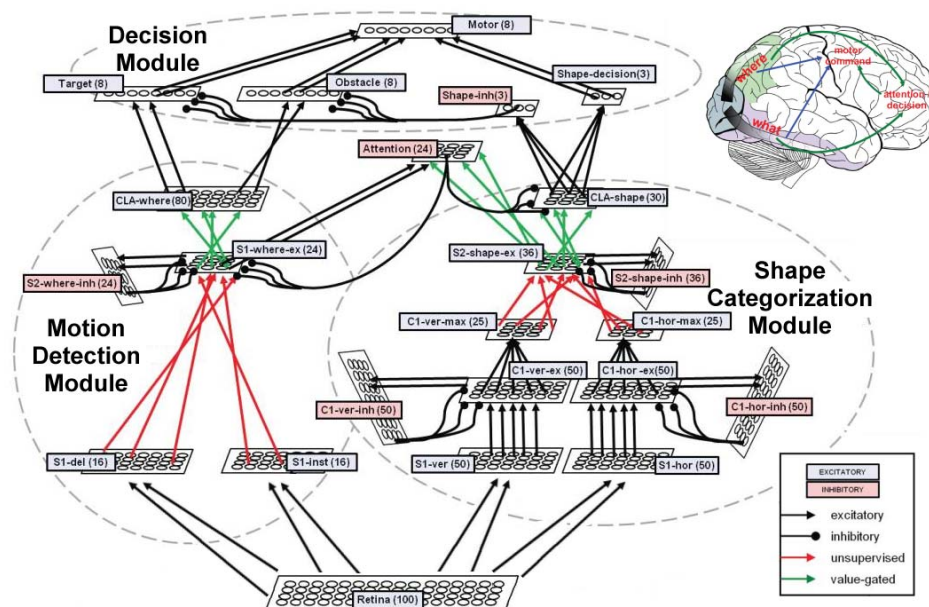 Decision
Module
Motor (8)
Target (8)
Obstacle (8)
Shape-inh(3)
Shape-decision(3)
where
what
motor
command
decision
Attention (24)
CLA-where (80)
CLA-shape (30)
S1-where-ex (24)
S2-shape-ex (36)
S2-where-inh (24)
S2-shape-inh (36)
Motion
Detection
Module
Shape
Categorization
Module
C1-ver-max (25)
C1-hor-max (25)
C1-ver-ex (50)
C1-hor -ex(50)
C1-ver-inh (50)
C1-hor-inh (50)
S1-del (16)
S1-inst (16)
S1-ver (50)
S1-hor (50)
Retina (100)
EXCITATORY
INHIBITORY
excitatory
inhibitory
unsupervised
value-gated